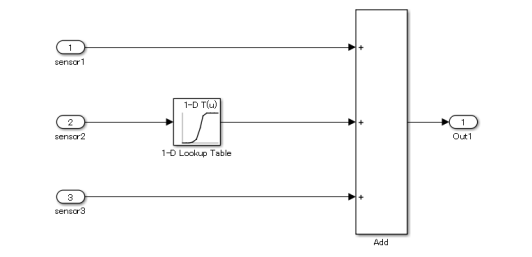 1
sensor1
+
1-D T(u)
2
sensor2
1-D Lookup Table
+
1
Out1
3
sensor3
+
Add